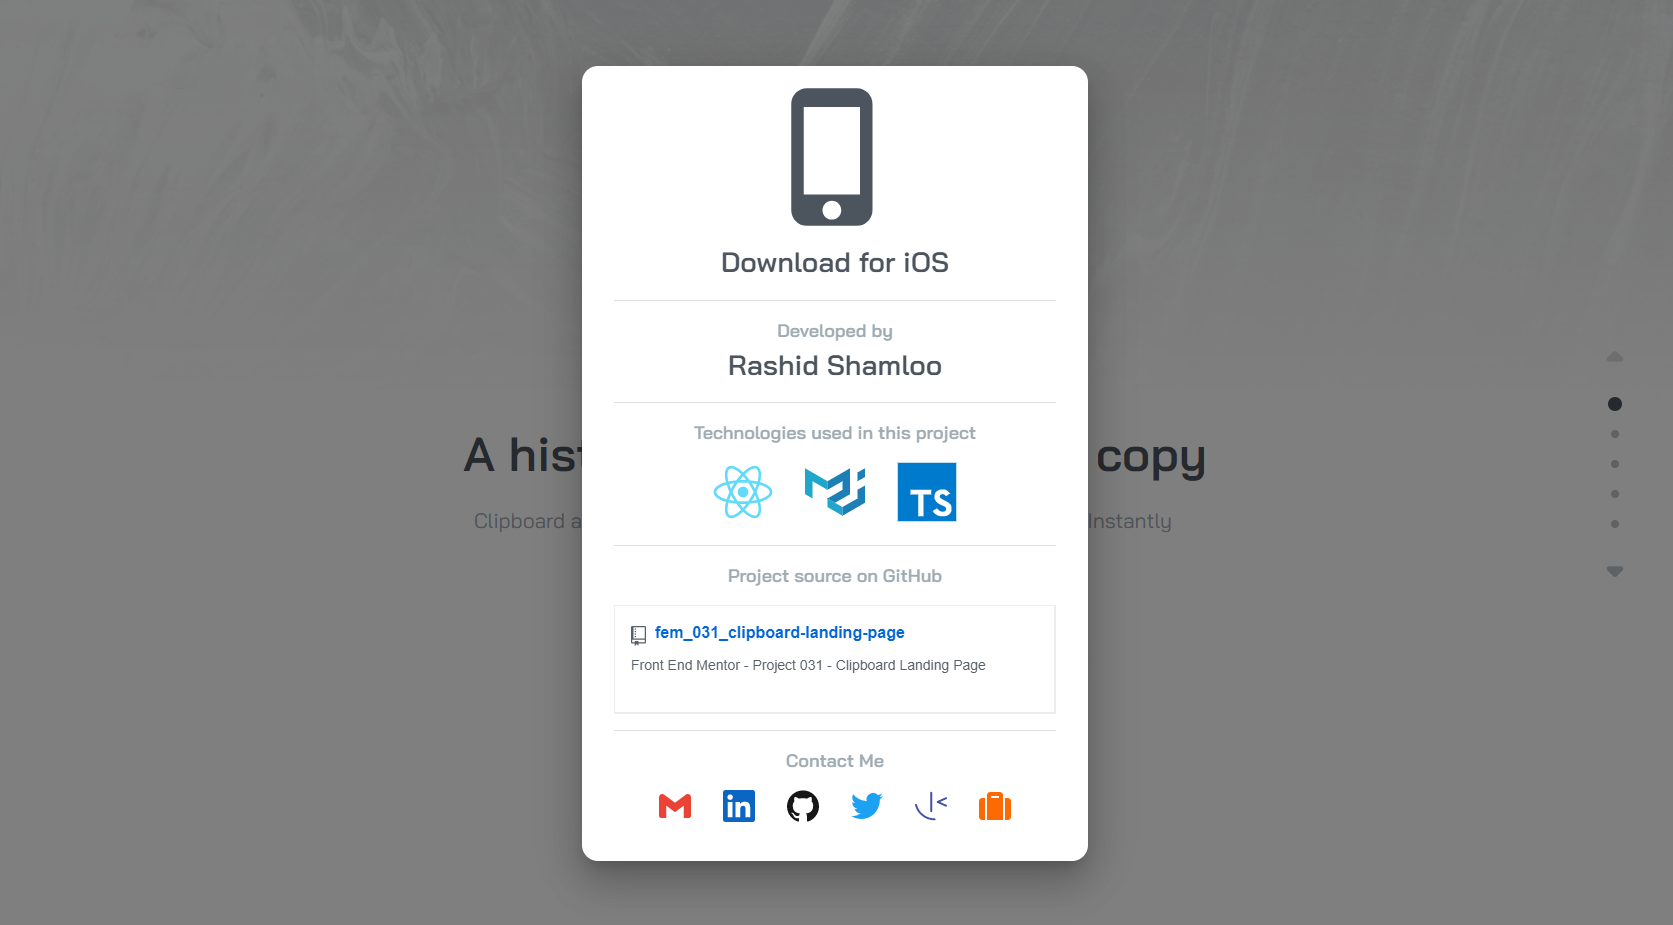 Download for iOS
Developed by
Rashid Shamloo
A hist
copy
Technologies used in this project
TS
Clipboard a
Instantly
Project source on GitHub
fem_031_clipboard-landing-page
Front End Mentor - Project 031 - Clipboard Landing Page
Contact Me
in